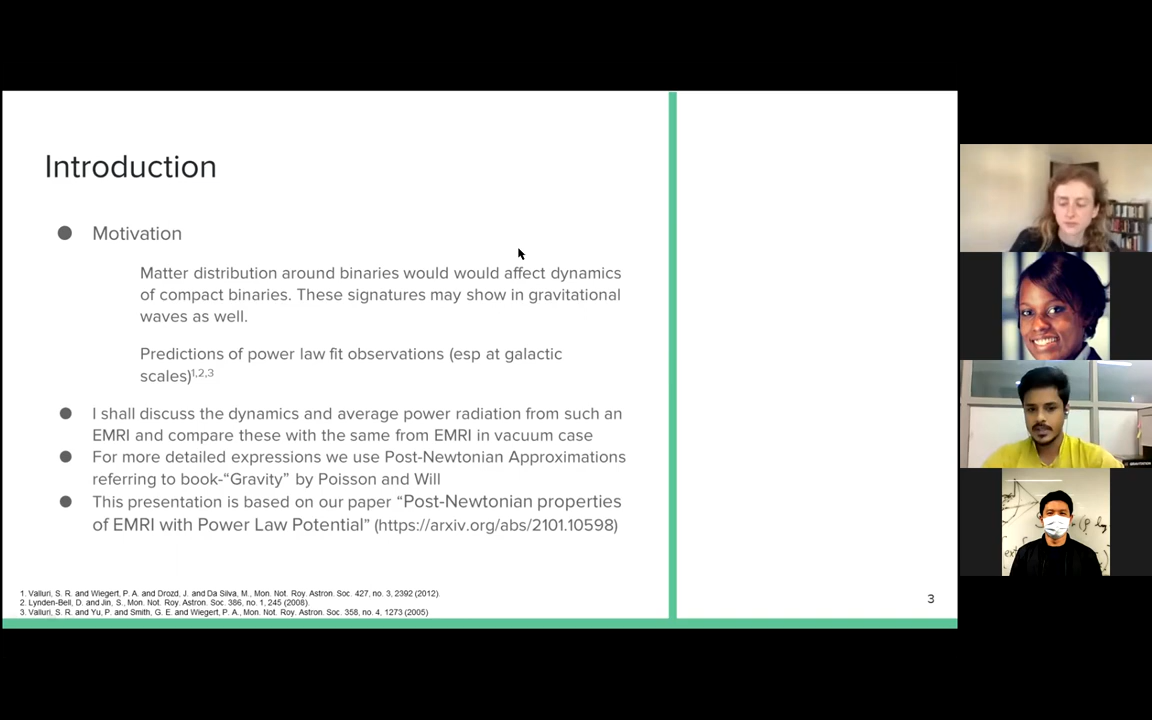 Introduction
● Motivation
Matter distribution around binaries would would affect dynamics
of compact binaries. These signatures may show in gravitational
waves as well.
Predictions of power law fit observations (esp at galactic
scales)1,2,3
● I shall discuss the dynamics and average power radiation from such an
EMRI and compare these with the same from EMRI in vacuum case
● For more detailed expressions we use Post-Newtonian Approximations
referring to book-“Gravity” by Poisson and Will
● This presentation is based on our paper “Post-Newtonian properties
of EMRI with Power Law Potential” (https://arxiv.org/abs/2101.10598)
1. Valluri, S. R. and Wiegert, P. A. and Drozd, J. and Da Silva, M., Mon. Not. Roy. Astron. Soc. 427, no. 3, 2392 (2012).
2. Lynden-Bell, D. and Jin, S., Mon. Not. Roy. Astron. Soc. 386, no. 1, 245 (2008).
3. Valluri, S. R. and Yu, P. and Smith, G. E. and Wiegert, P. A., Mon. Not. Roy. Astron. Soc. 358, no. 4, 1273 (2005)
3